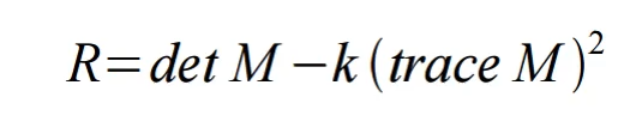 R=det M −k(trace M)²